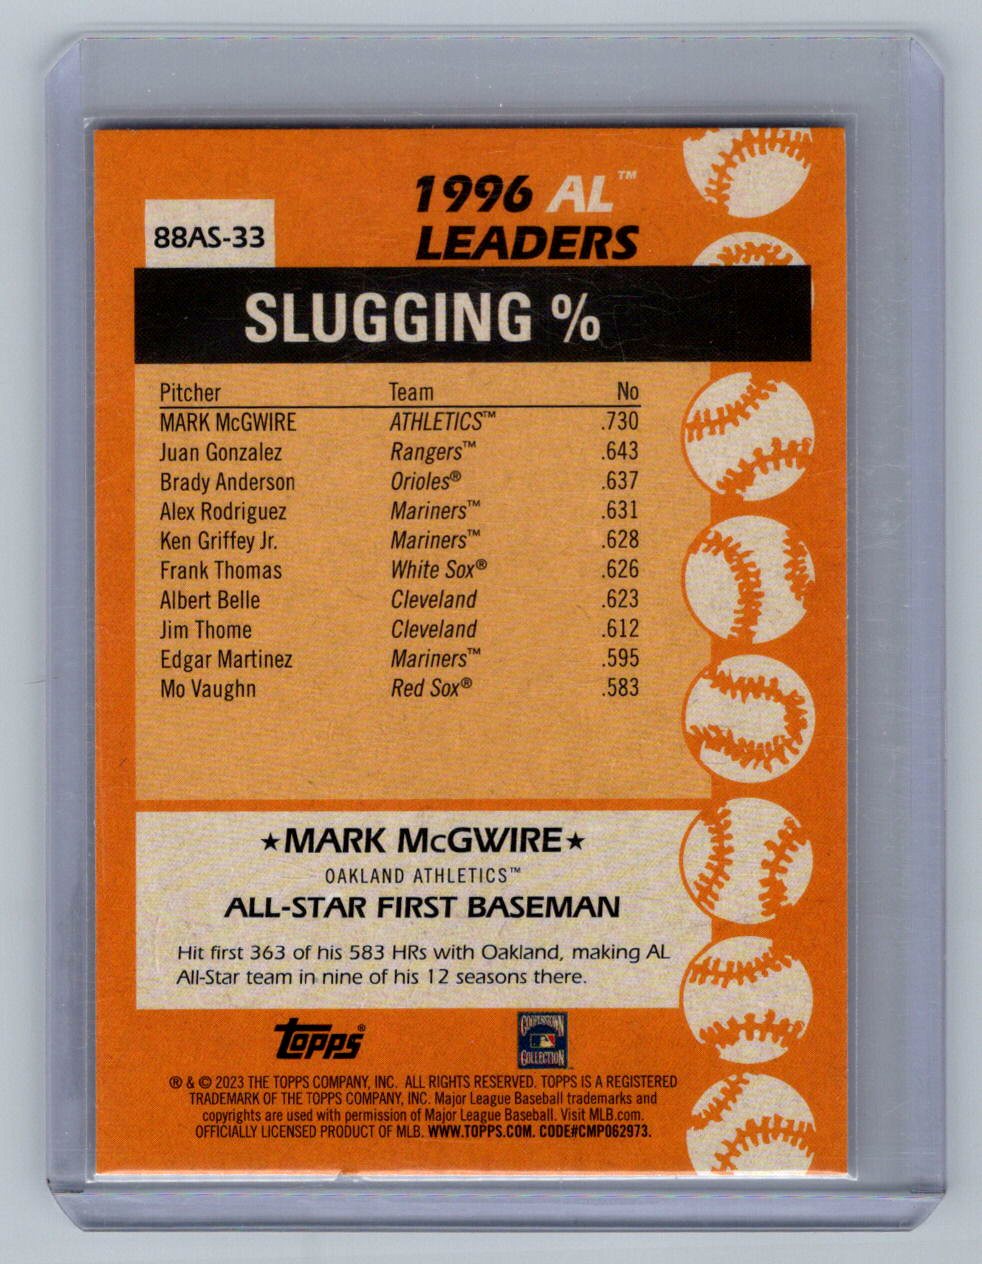 88AS-33
1996 AL™
LEADERS
SLUGGING %
Pitcher Team No
MARK McGWIRE ATHLETICS™ .730
Juan Gonzalez Rangers™ .643
Brady Anderson Orioles® .637
Alex Rodriguez Mariners™ .631
Ken Griffey Jr. Mariners™ .628
Frank Thomas White Sox® .626
Albert Belle Cleveland .623
Jim Thome Cleveland .612
Edgar Martinez Mariners™ .595
Mo Vaughn Red Sox® .583
★MARK McGWIRE★
OAKLAND ATHLETICS™
ALL-STAR FIRST BASEMAN
Hit first 363 of his 583 HRs with Oakland, making AL
All-Star team in nine of his 12 seasons there.
Topps®
COOPERSTOWN
COLLECTION
® & © 2023 THE TOPPS COMPANY, INC. ALL RIGHTS RESERVED. TOPPS IS A REGISTERED
TRADEMARK OF THE TOPPS COMPANY, INC. Major League Baseball trademarks and
copyrights are used with permission of Major League Baseball. Visit MLB.com.
OFFICIALLY LICENSED PRODUCT OF MLB. WWW.TOPPS.COM. CODE#CMP062973.